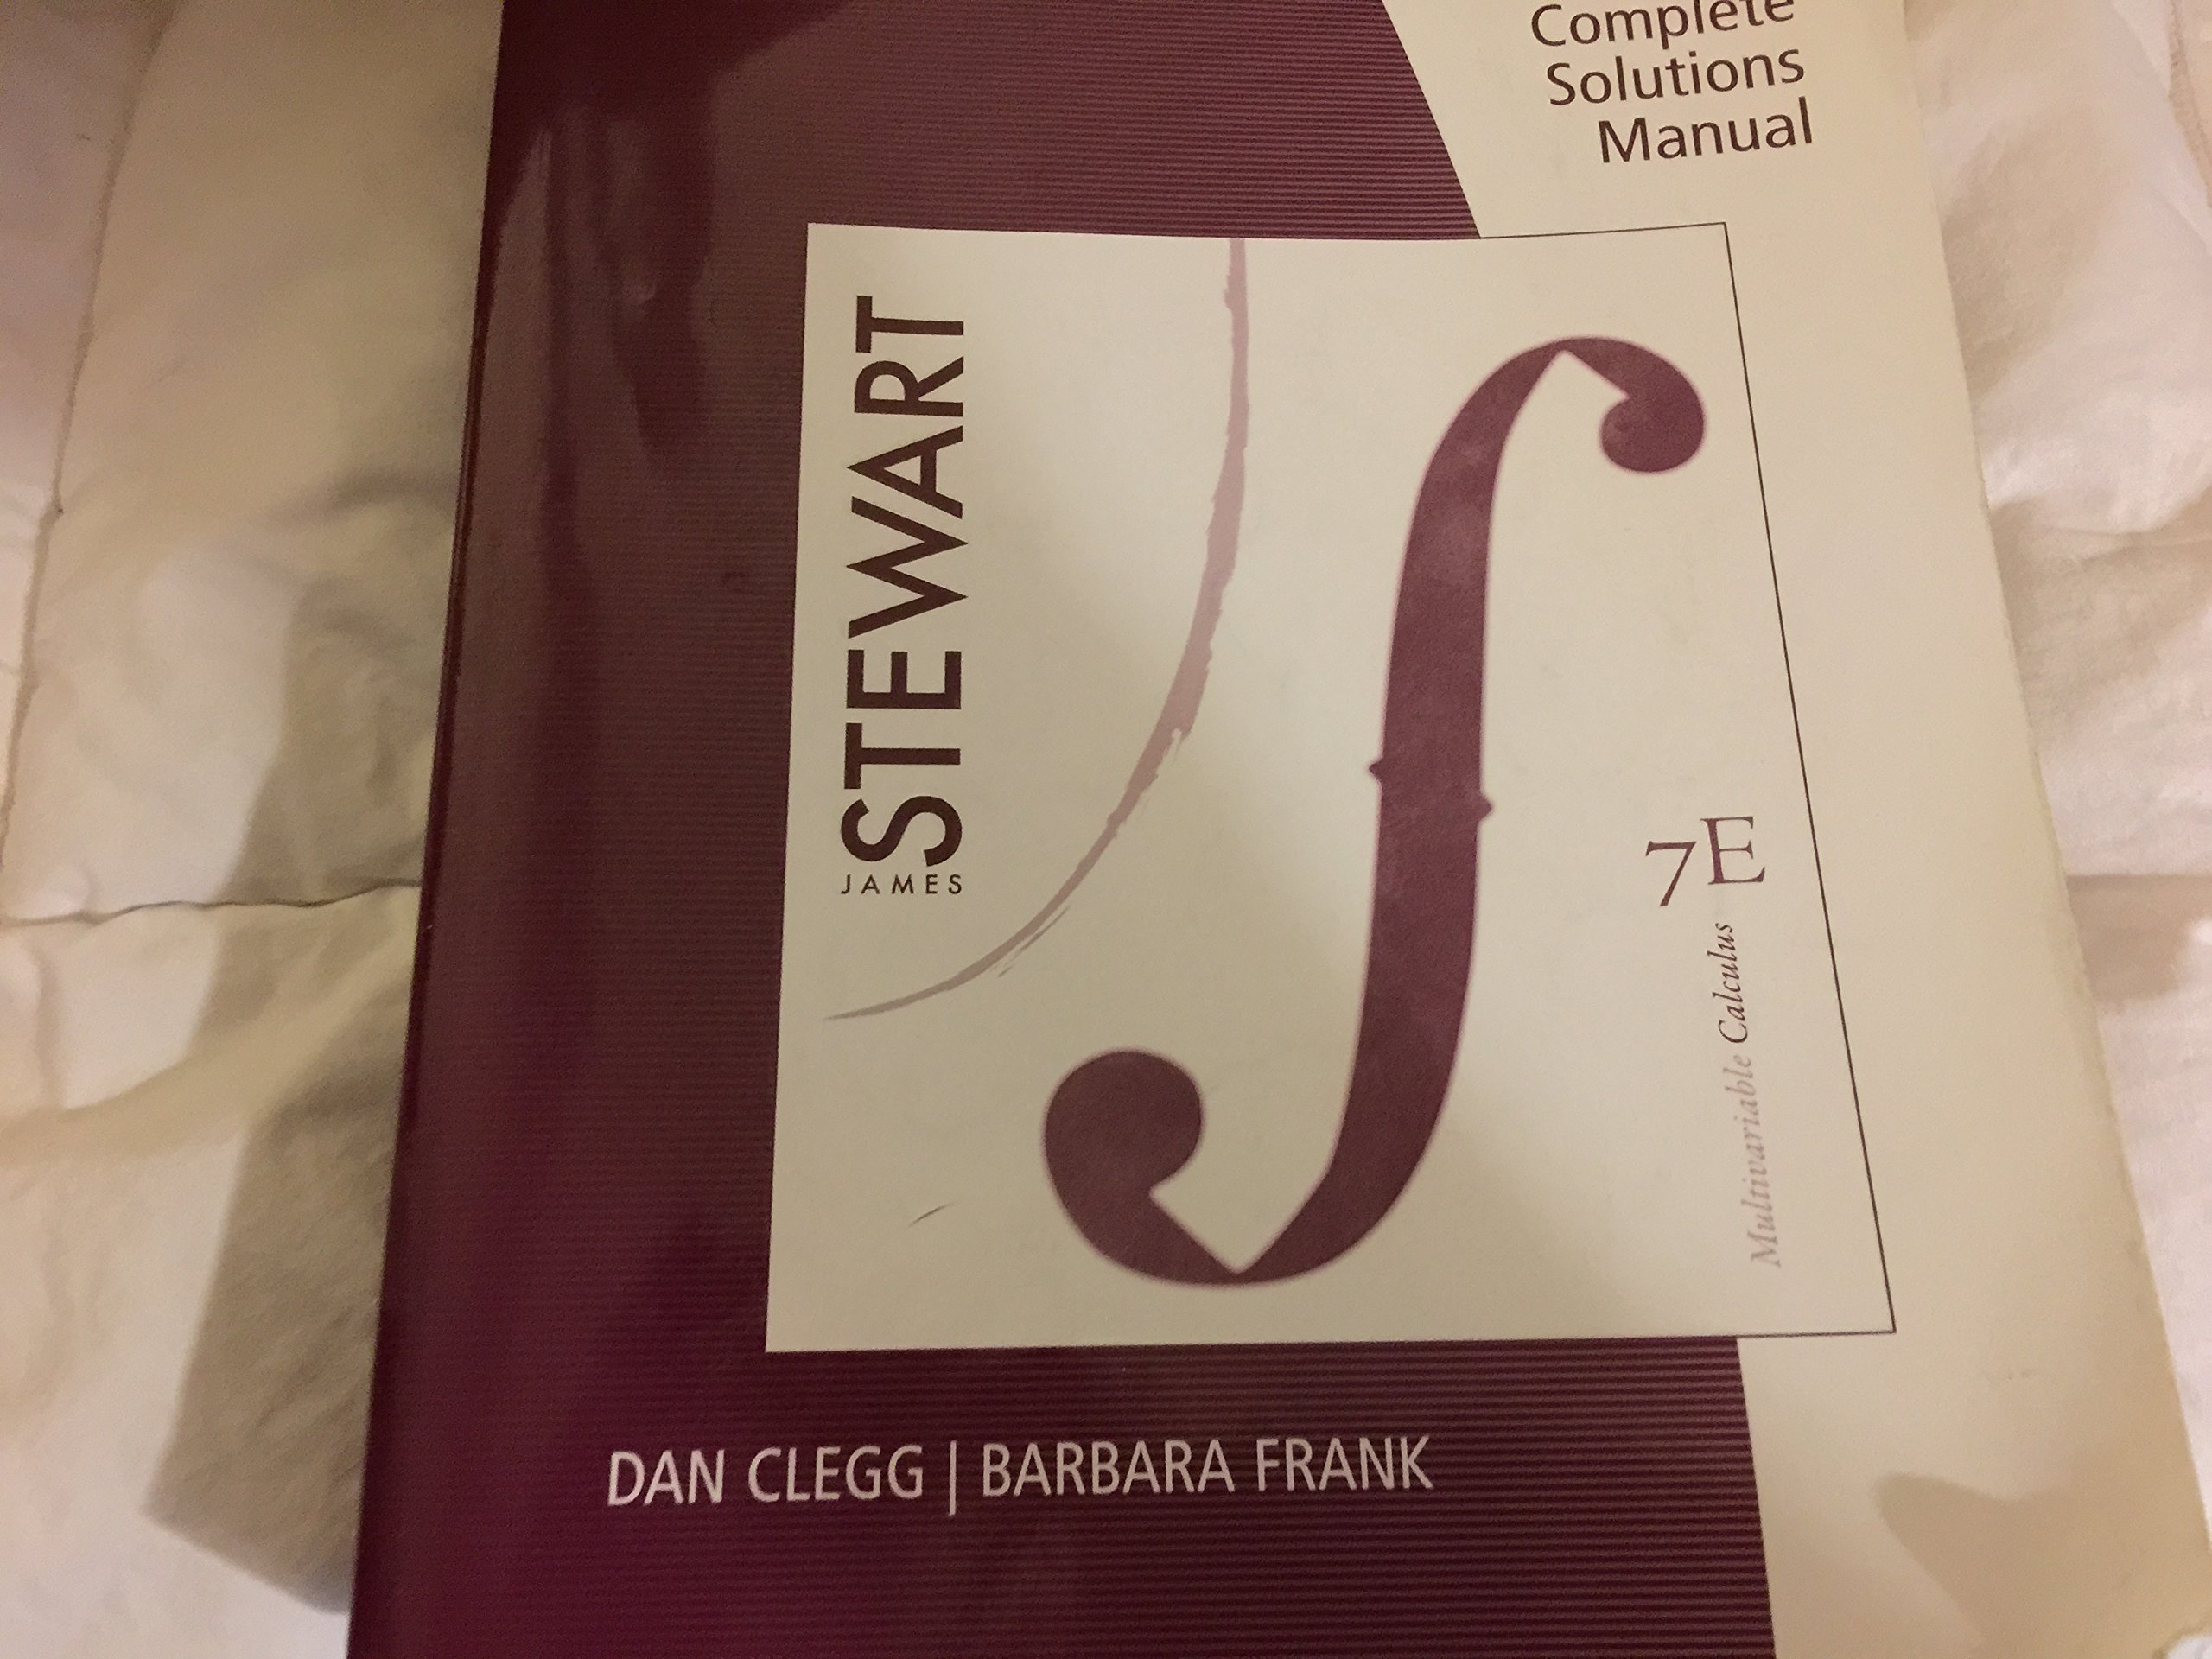 Complete
Solutions
Manual
JAMES STEWART
7E
Multivariable Calculus
DAN CLEGG | BARBARA FRANK